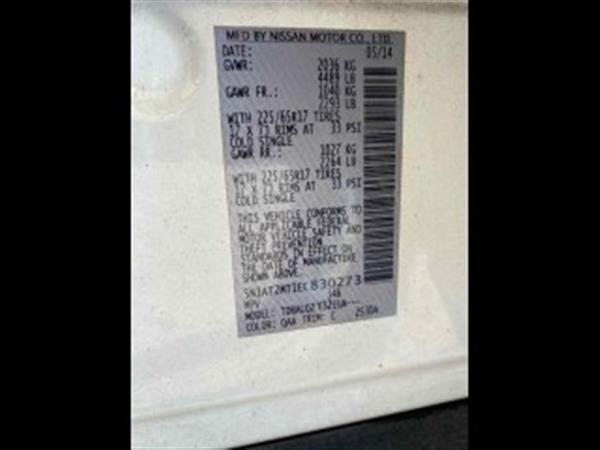 MFD BY NISSAN MOTOR CO., LTD.
DATE: 05/14
GVWR: 2036 KG
4489 LB
GAWR FR.: 1040 KG
2293 LB
WITH 225/65R17 TIRES
17 X 7J RIMS AT 33 PSI
COLD SINGLE
GAWR RR.: 1027 KG
2264 LB
WITH 225/65R17 TIRES
17 X 7J RIMS AT 33 PSI
COLD SINGLE
THIS VEHICLE CONFORMS TO
ALL APPLICABLE FEDERAL
MOTOR VEHICLE SAFETY AND
THEFT PREVENTION
STANDARDS IN EFFECT ON
THE DATE OF MANUFACTURE
SHOWN ABOVE.
5N1AT2MT1EC830273
MPV
MODEL:
COLOR: QAA TRIM: C 2530A